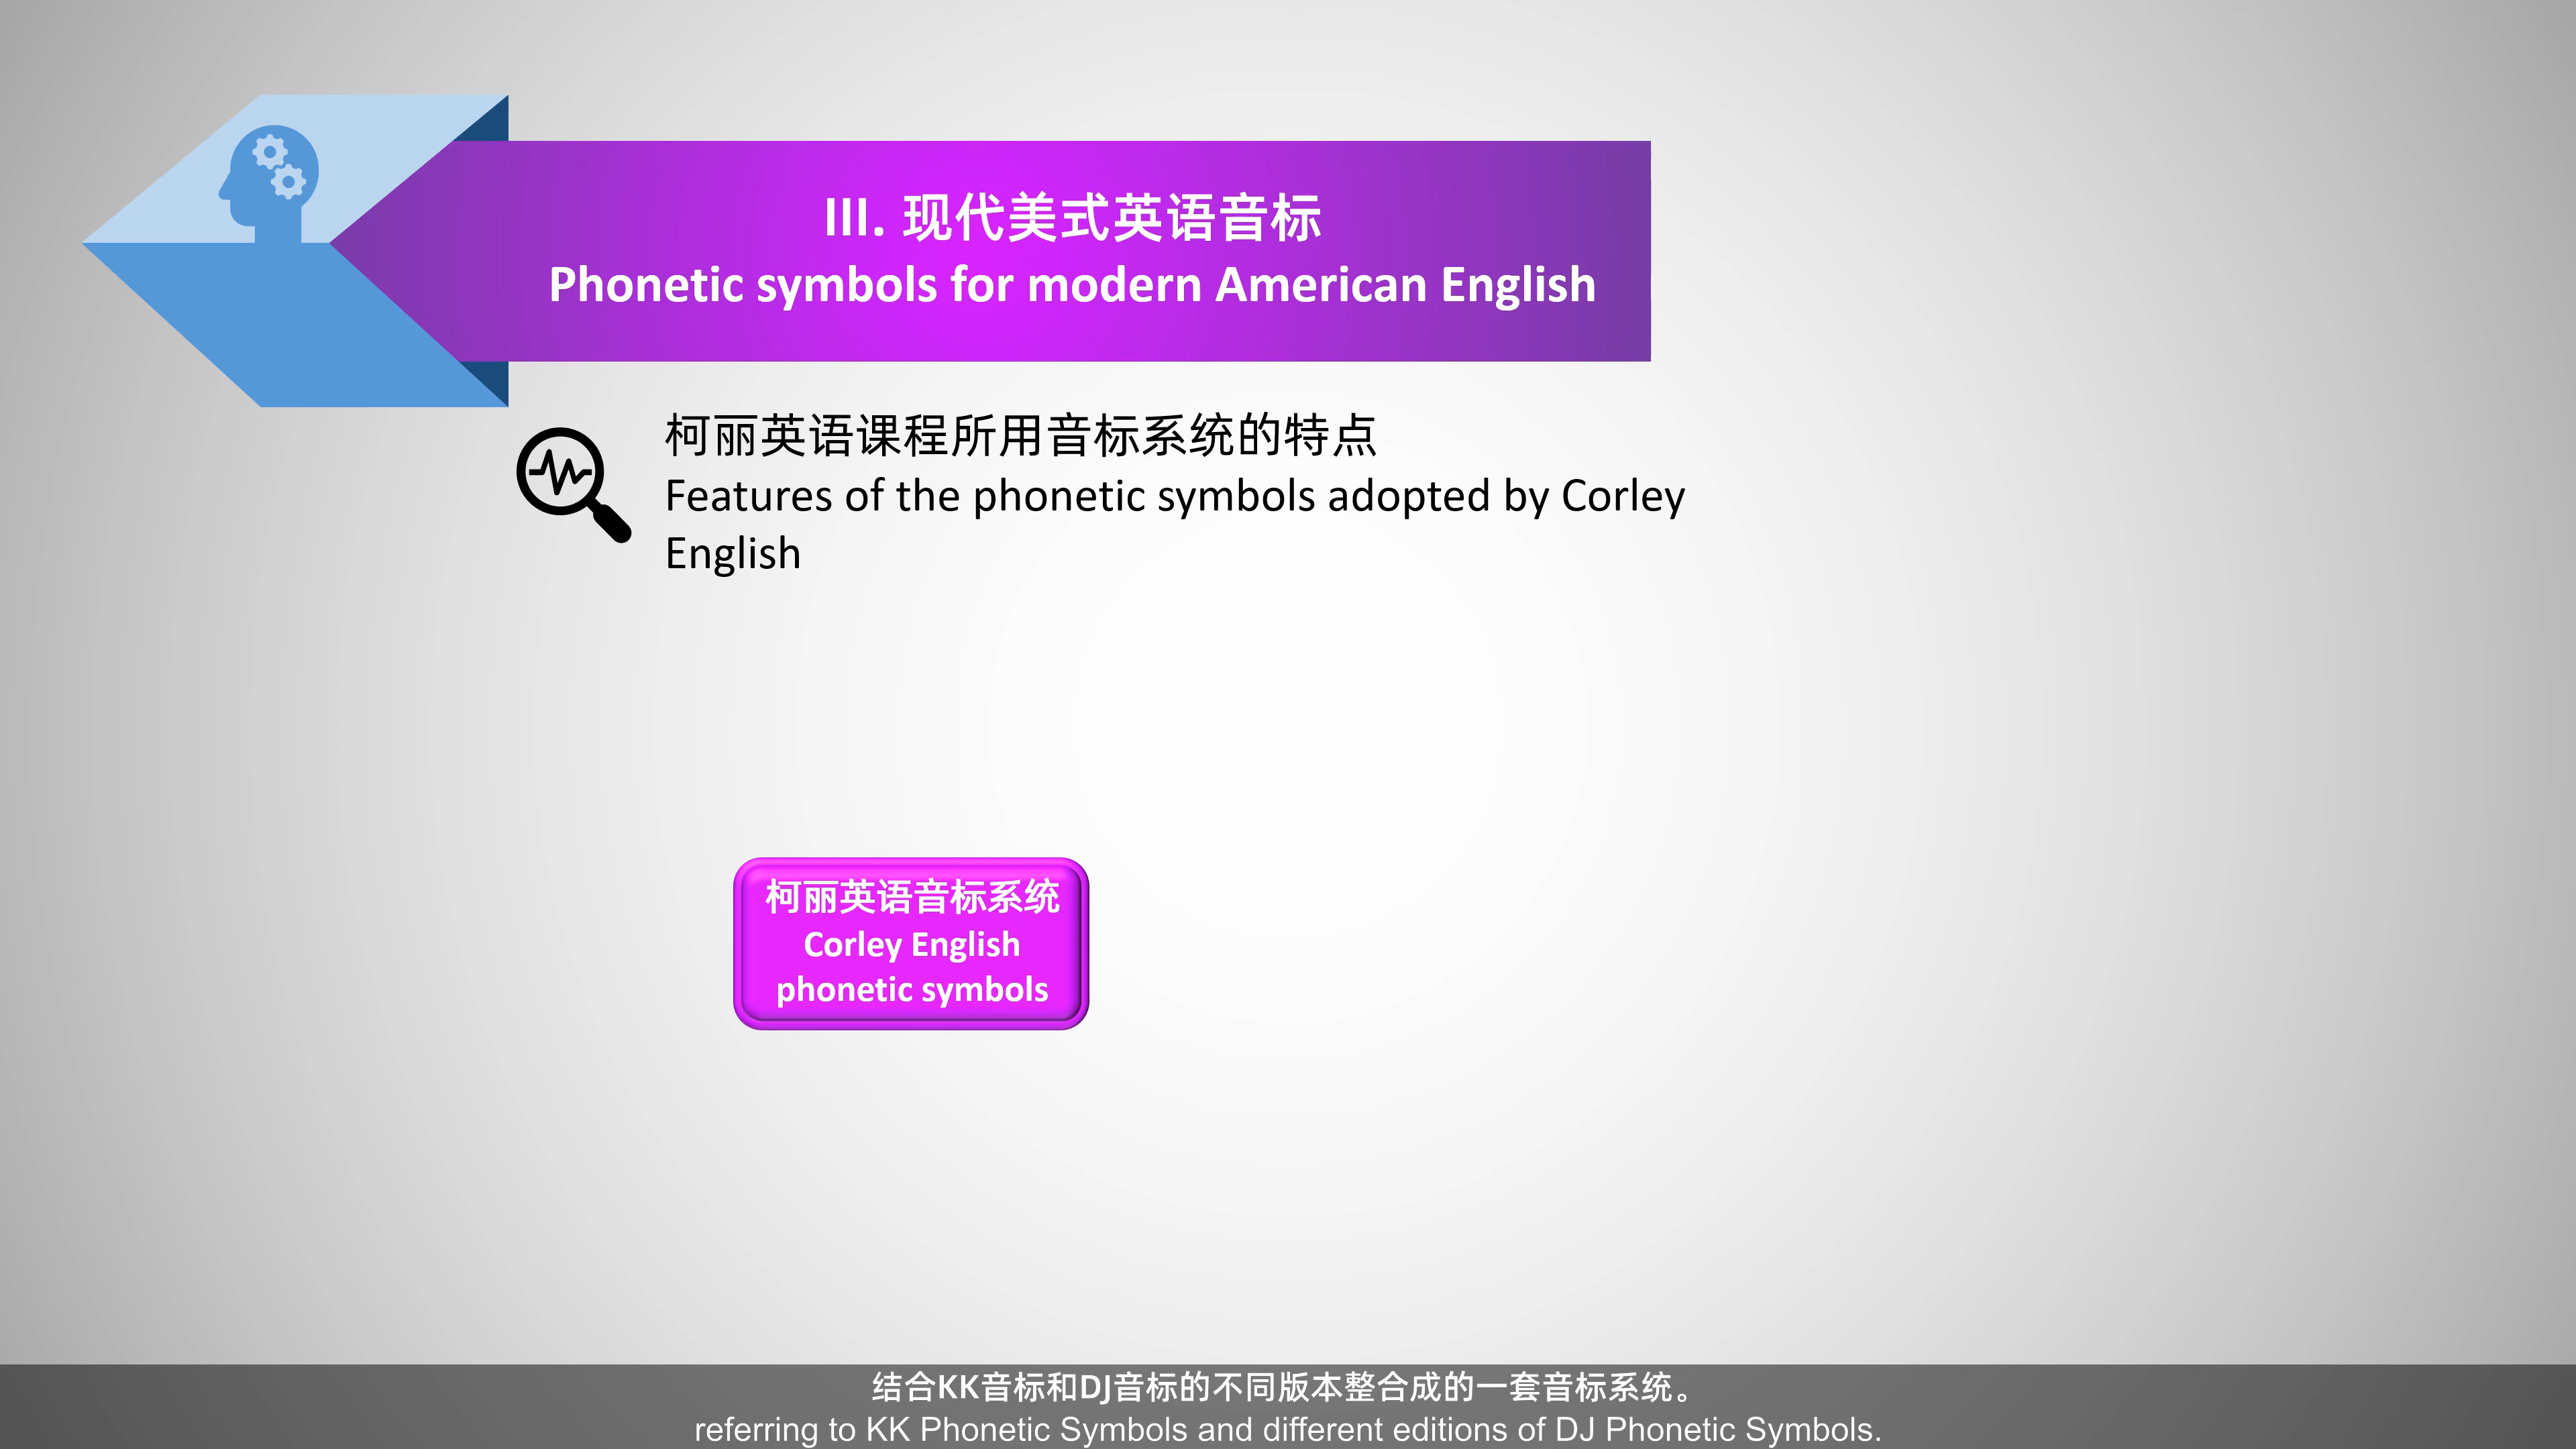 III. 现代美式英语音标
Phonetic symbols for modern American English
柯丽英语课程所用音标系统的特点
Features of the phonetic symbols adopted by Corley
English
柯丽英语音标系统
Corley English
phonetic symbols
结合KK音标和DJ音标的不同版本整合成的一套音标系统。
referring to KK Phonetic Symbols and different editions of DJ Phonetic Symbols.